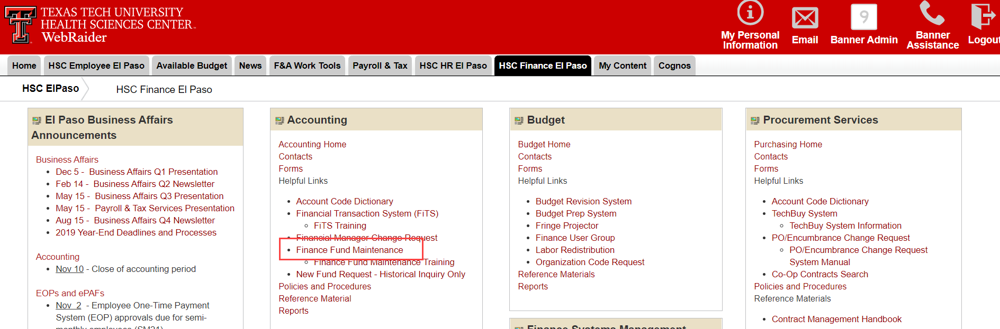 TEXAS TECH UNIVERSITY
HEALTH SCIENCES CENTER™
WebRaider
My Personal
Information
Email
9
Banner Admin
Banner
Assistance
Logout
Home
HSC Employee El Paso
Available Budget
News
F&A Work Tools
Payroll & Tax
HSC HR El Paso
HSC Finance El Paso
My Content
Cognos
HSC ElPaso
HSC Finance El Paso
El Paso Business Affairs
Announcements
Business Affairs
• Dec 5 - Business Affairs Q1 Presentation
• Feb 14 - Business Affairs Q2 Newsletter
• May 15 - Business Affairs Q3 Presentation
• May 15 - Payroll & Tax Services Presentation
• Aug 15 - Business Affairs Q4 Newsletter
• 2019 Year-End Deadlines and Processes
Accounting
• Nov 10 - Close of accounting period
EOPs and ePAFs
• Nov 2 - Employee One-Time Payment
System (EOP) approvals due for semi-
monthly employees (SM21)
Accounting
Accounting Home
Contacts
Forms
Helpful Links
• Account Code Dictionary
• Financial Transaction System (FiTS)
◦ FiTS Training
• Financial Manager Change Request
• Finance Fund Maintenance
◦ Finance Fund Maintenance Training
• New Fund Request - Historical Inquiry Only
Policies and Procedures
Reference Material
Reports
Budget
Budget Home
Contacts
Forms
Helpful Links
• Budget Revision System
• Budget Prep System
• Fringe Projector
• Finance User Group
• Labor Redistribution
• Organization Code Request
Reference Materials
Reports
Finance Systems Management
Procurement Services
Purchasing Home
Contacts
Forms
Helpful Links
• Account Code Dictionary
• TechBuy System
◦ TechBuy System Information
• PO/Encumbrance Change Request
◦ PO/Encumbrance Change Request
System Manual
• Co-Op Contracts Search
Policies and Procedures
Reference Materials
• Contract Management Handbook